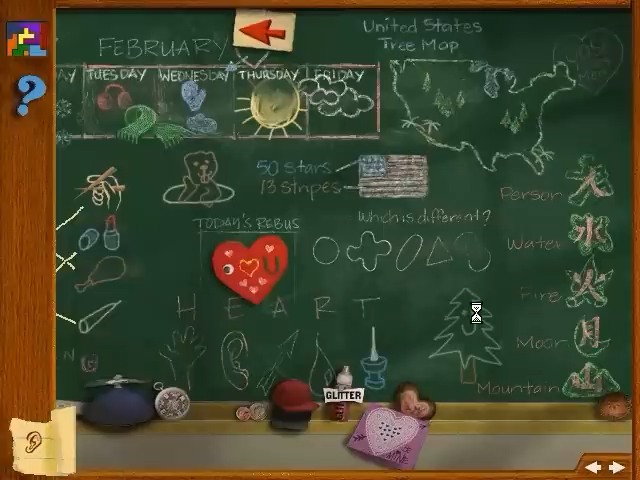 FEBRUARY
United States
Tree Map
TUESDAY WEDNESDAY THURSDAY FRIDAY
50 stars
13 stripes
TODAY'S REBUS
Which is different?
U
H E A R T
Person 人
Water 水
Fire 火
Moon 月
Mountain 山
GLITTER